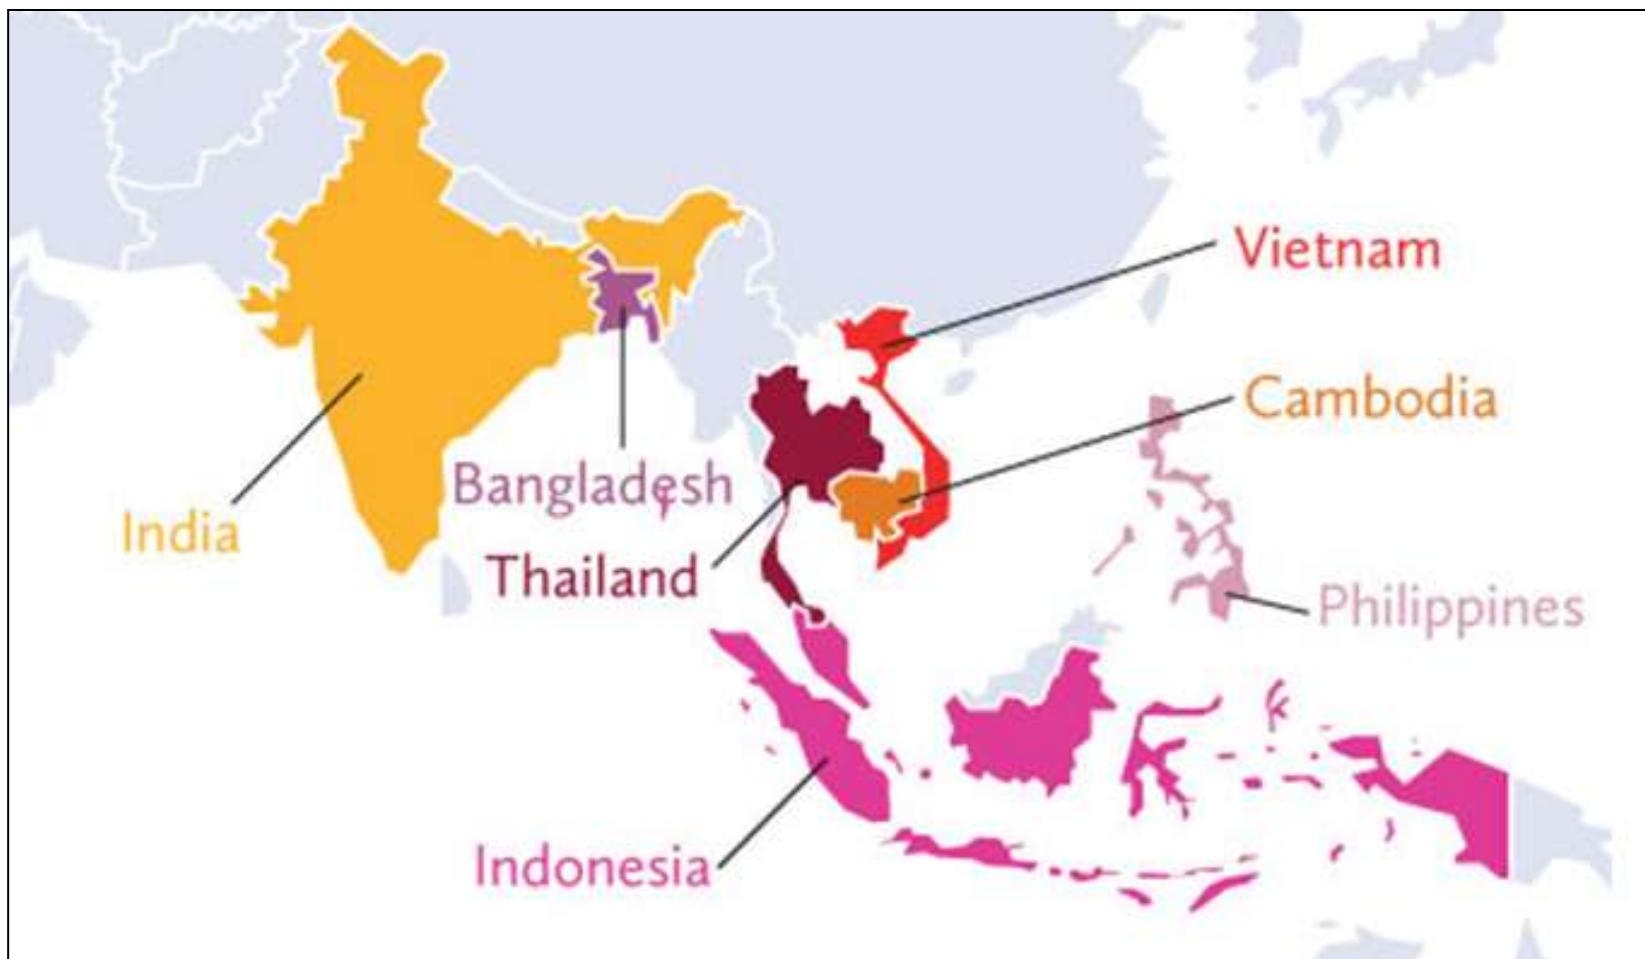 Vietnam
Cambodia
Bangladesh
India
Thailand
Philippines
Indonesia